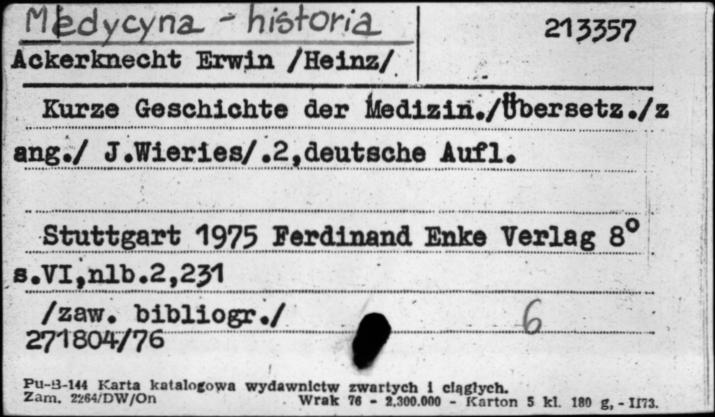 Medycyna - historia
213357
Ackerknecht Erwin /Heinz/
Kurze Geschichte der Medizin./Übersetz./z
ang./ J.Wieries/.2,deutsche Aufl.
Stuttgart 1975 Ferdinand Enke Verlag 8°
s.VI,nlb.2,231
/zaw. bibliogr./
6
271804/76
Pu-B-144 Karta katalogowa wydawnictw zwartych i ciągłych.
Zam. 2264/DW/On Wrak 76 - 2,300.000 - Karton 5 kl. 180 g, - II73.